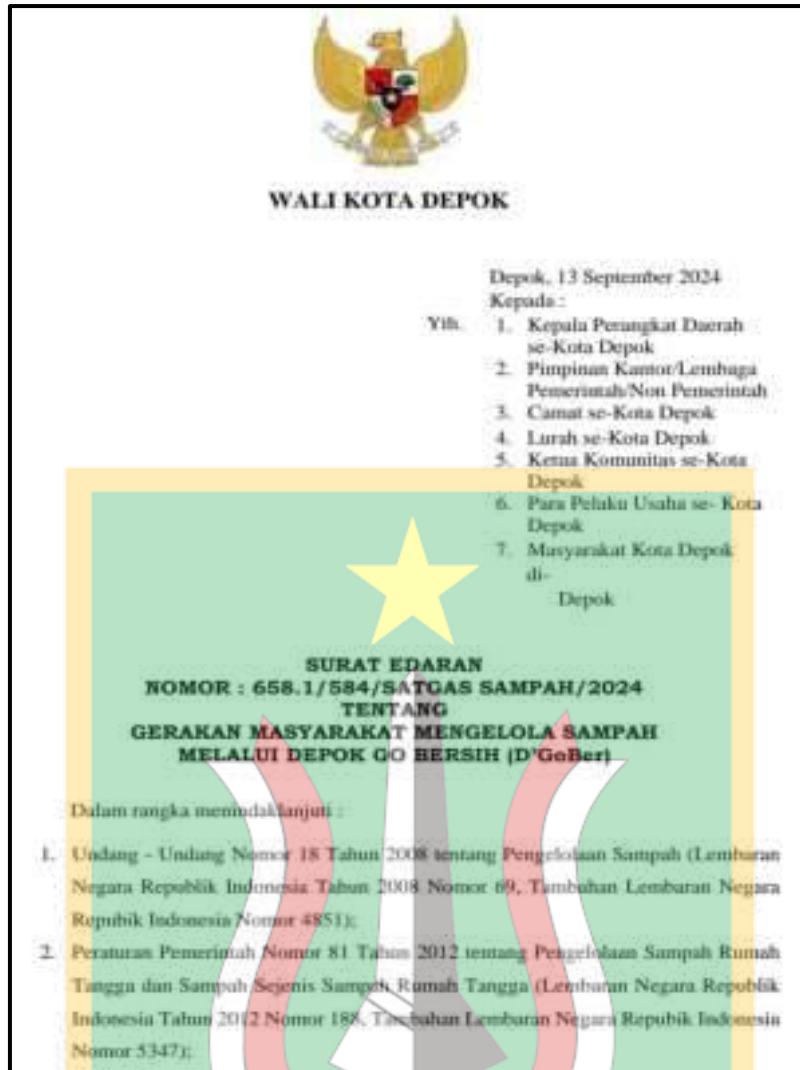 WALI KOTA DEPOK
Depok, 13 September 2024
Kepada :
Yth.
1. Kepala Perangkat Daerah
se-Kota Depok
2. Pimpinan Kantor/Lembaga
Pemerintah/Non Pemerintah
3. Camat se-Kota Depok
4. Lurah se-Kota Depok
5. Ketua Komunitas se-Kota
Depok
6. Para Pelaku Usaha se- Kota
Depok
7. Masyarakat Kota Depok
di-
Depok
SURAT EDARAN
NOMOR : 658.1/584/SATGAS SAMPAH/2024
TENTANG
GERAKAN MASYARAKAT MENGELOLA SAMPAH
MELALUI DEPOK GO BERSIH (D'GoBer)
Dalam rangka menindaklanjuti :
1. Undang - Undang Nomor 18 Tahun 2008 tentang Pengelolaan Sampah (Lembaran
Negara Republik Indonesia Tahun 2008 Nomor 69, Tambahan Lembaran Negara
Repubik Indonesia Nomor 4851);
2. Peraturan Pemerintah Nomor 81 Tahun 2012 tentang Pengelolaan Sampah Rumah
Tangga dan Sampah Sejenis Sampah Rumah Tangga (Lembaran Negara Republik
Indonesia Tahun 2012 Nomor 188, Tambahan Lembaran Negara Repubik Indonesia
Nomor 5347);